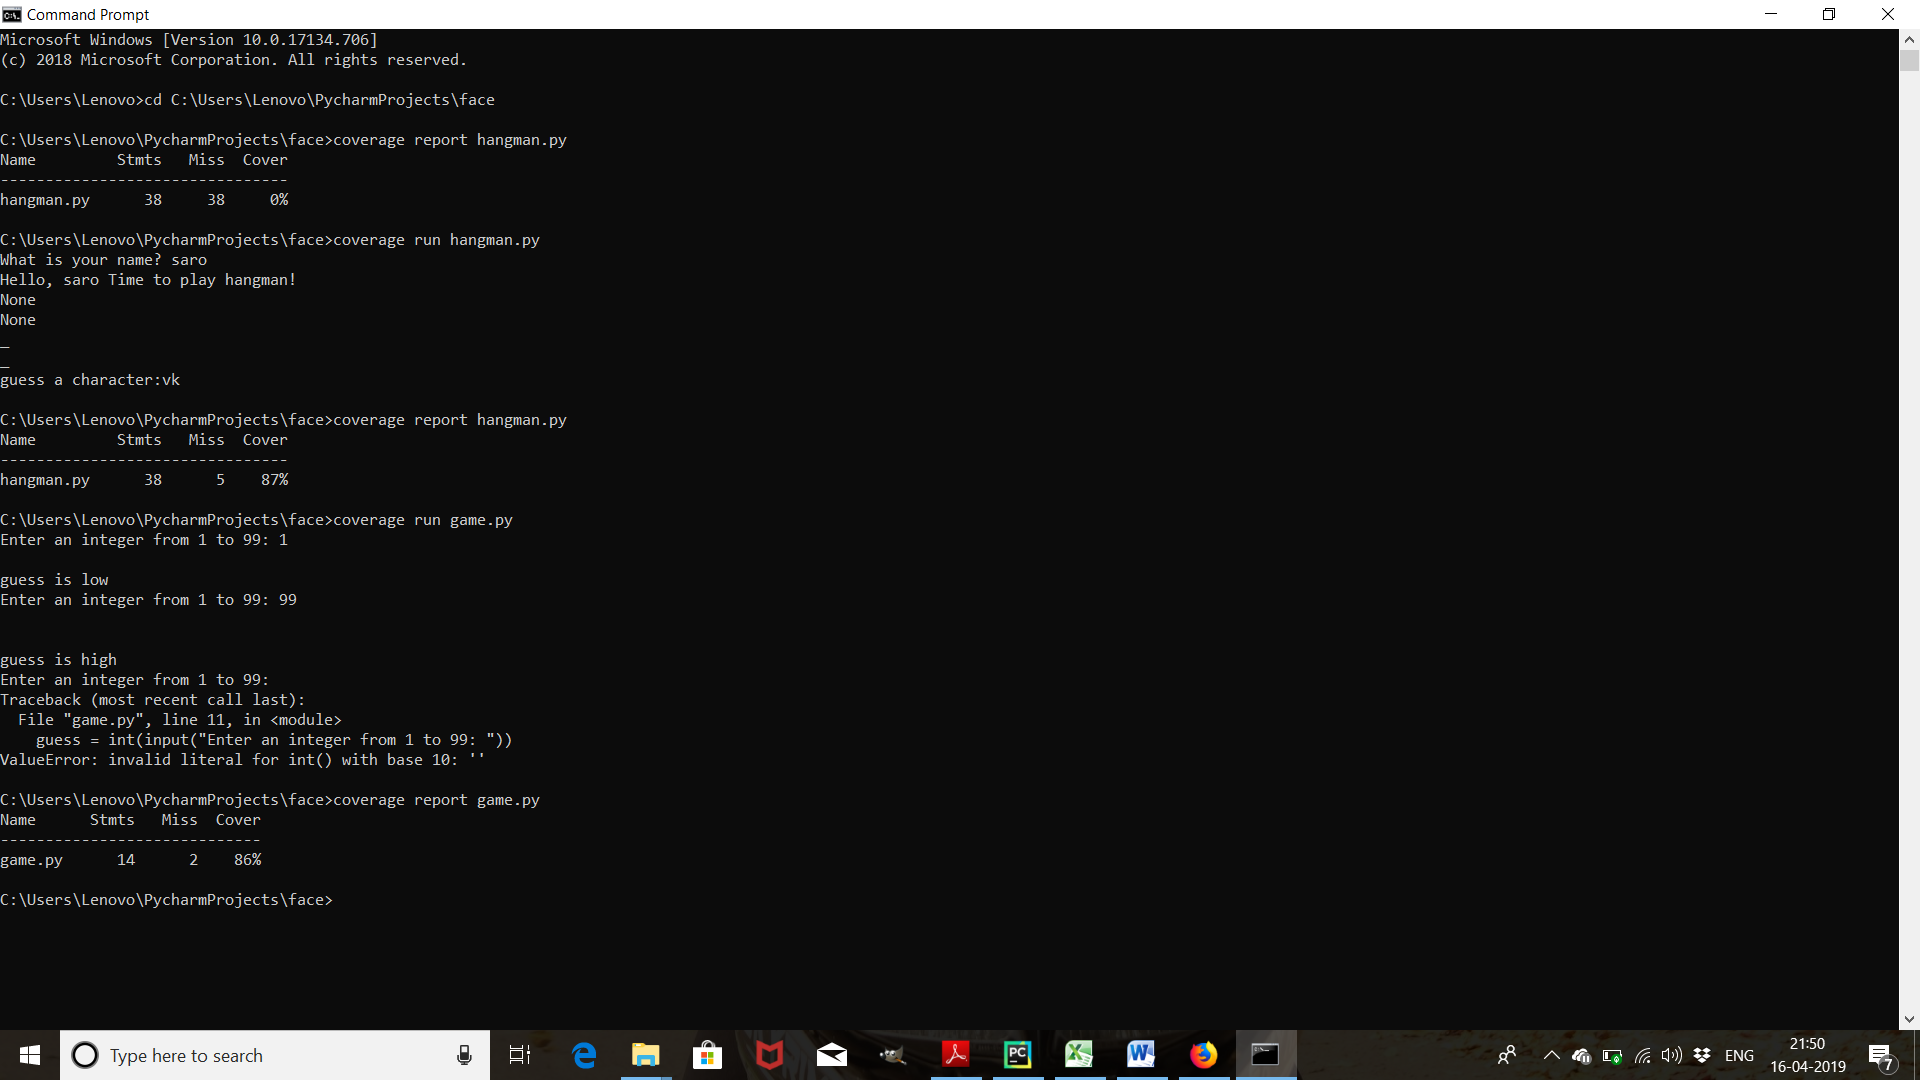 Command Prompt
Microsoft Windows [Version 10.0.17134.706]
(c) 2018 Microsoft Corporation. All rights reserved.
C:\Users\Lenovo>cd C:\Users\Lenovo\PycharmProjects\face
C:\Users\Lenovo\PycharmProjects\face>coverage report hangman.py
Name         Stmts   Miss  Cover
--------------------------------
hangman.py      38     38     0%
C:\Users\Lenovo\PycharmProjects\face>coverage run hangman.py
What is your name? saro
Hello, saro Time to play hangman!
None
None
_
_
guess a character:vk
C:\Users\Lenovo\PycharmProjects\face>coverage report hangman.py
Name         Stmts   Miss  Cover
--------------------------------
hangman.py      38      5    87%
C:\Users\Lenovo\PycharmProjects\face>coverage run game.py
Enter an integer from 1 to 99: 1
guess is low
Enter an integer from 1 to 99: 99
guess is high
Enter an integer from 1 to 99:
Traceback (most recent call last):
  File "game.py", line 11, in <module>
    guess = int(input("Enter an integer from 1 to 99: "))
ValueError: invalid literal for int() with base 10: ''
C:\Users\Lenovo\PycharmProjects\face>coverage report game.py
Name      Stmts   Miss  Cover
-----------------------------
game.py      14      2    86%
C:\Users\Lenovo\PycharmProjects\face>
Type here to search
PC
ENG
21:50
16-04-2019
7